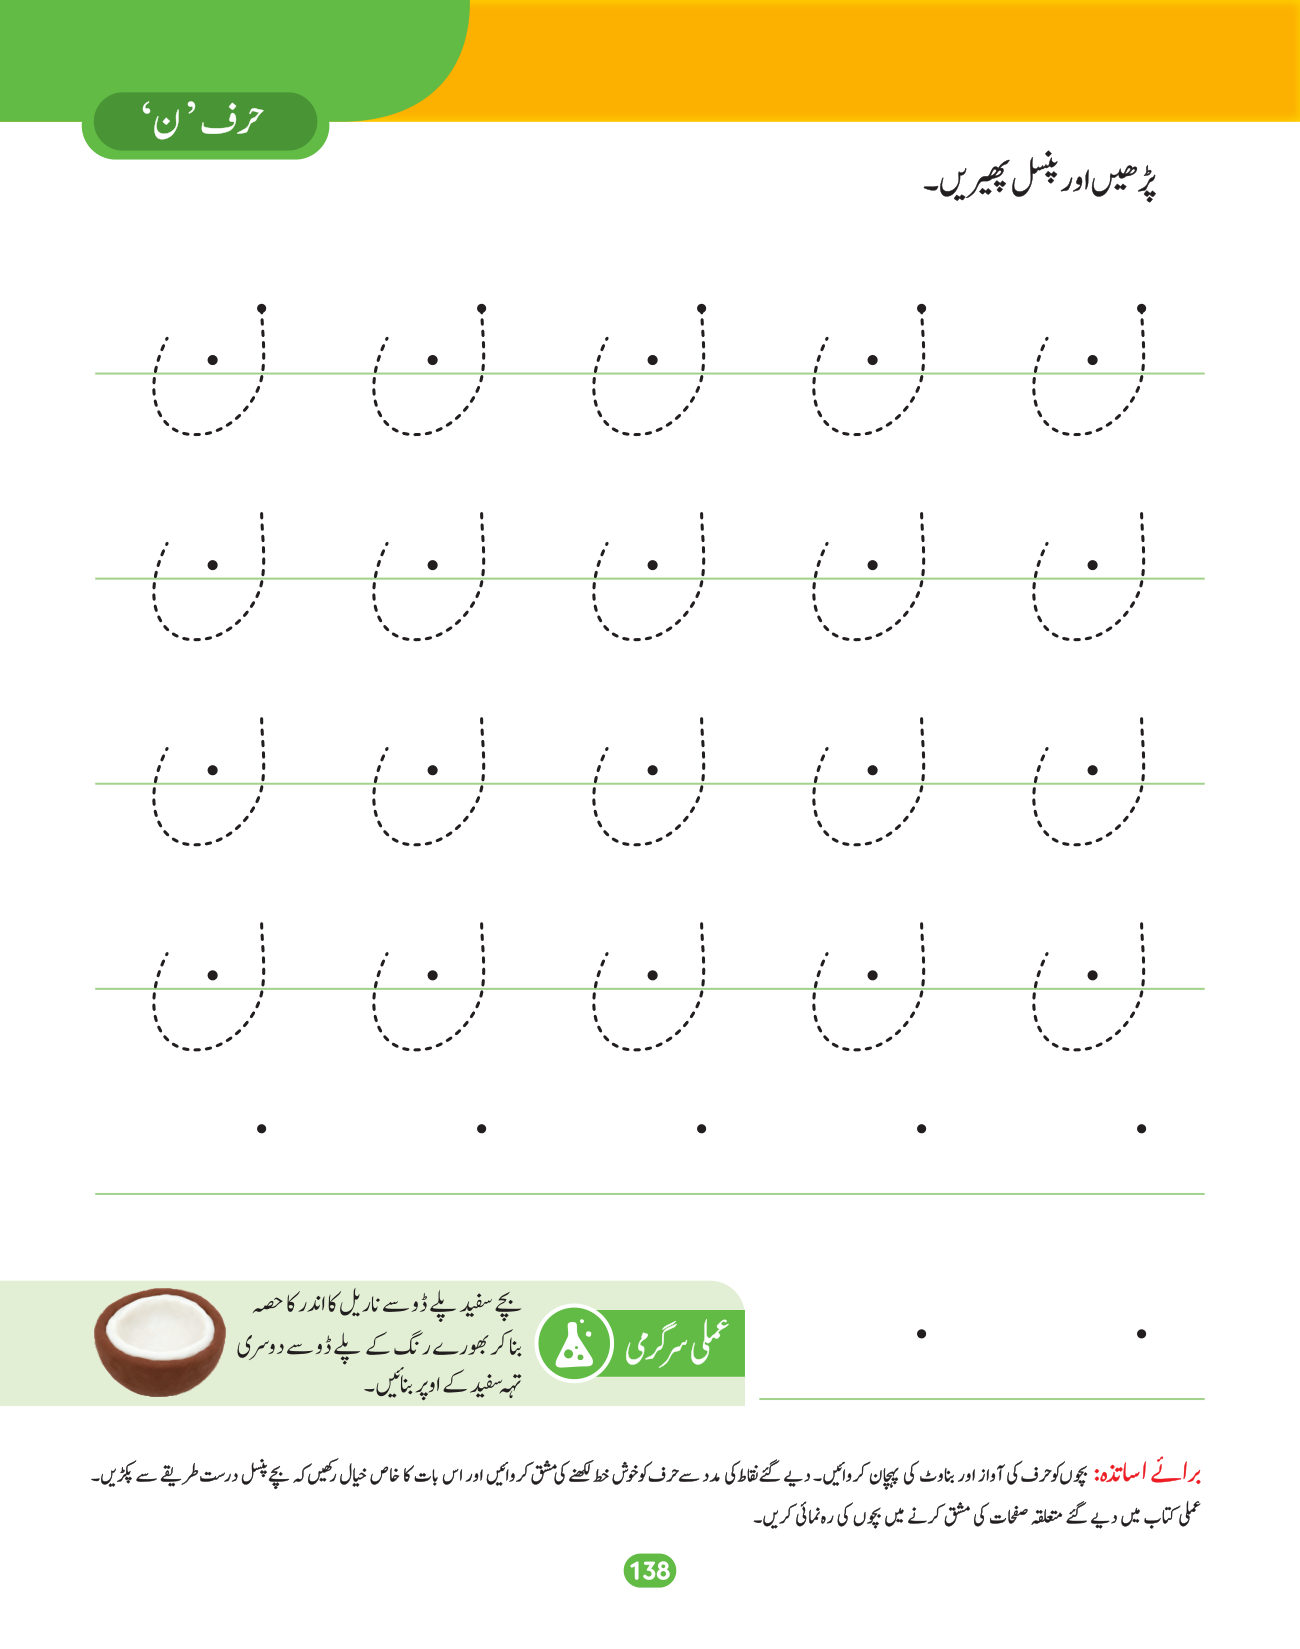 حرف ’ن‘
پڑھیں اور پنسل پھیریں۔
عملی سرگرمی
بچے سفید پلے ڈو سے ناریل کا اندر کا حصہ
بنا کر بھورے رنگ کے پلے ڈو سے دوسری
تہہ سفید کے اوپر بنائیں۔
برائے اساتذہ: بچوں کو حرف کی آواز اور بناوٹ کی پہچان کروائیں۔ دیے گئے نقاط کی مدد سے حرف کو خوش خط لکھنے کی مشق کروائیں اور اس بات کا خاص خیال رکھیں کہ بچے پنسل درست طریقے سے پکڑیں۔
عملی کتاب میں دیے گئے متعلقہ صفحات کی مشق کرنے میں بچوں کی رہ نمائی کریں۔
138